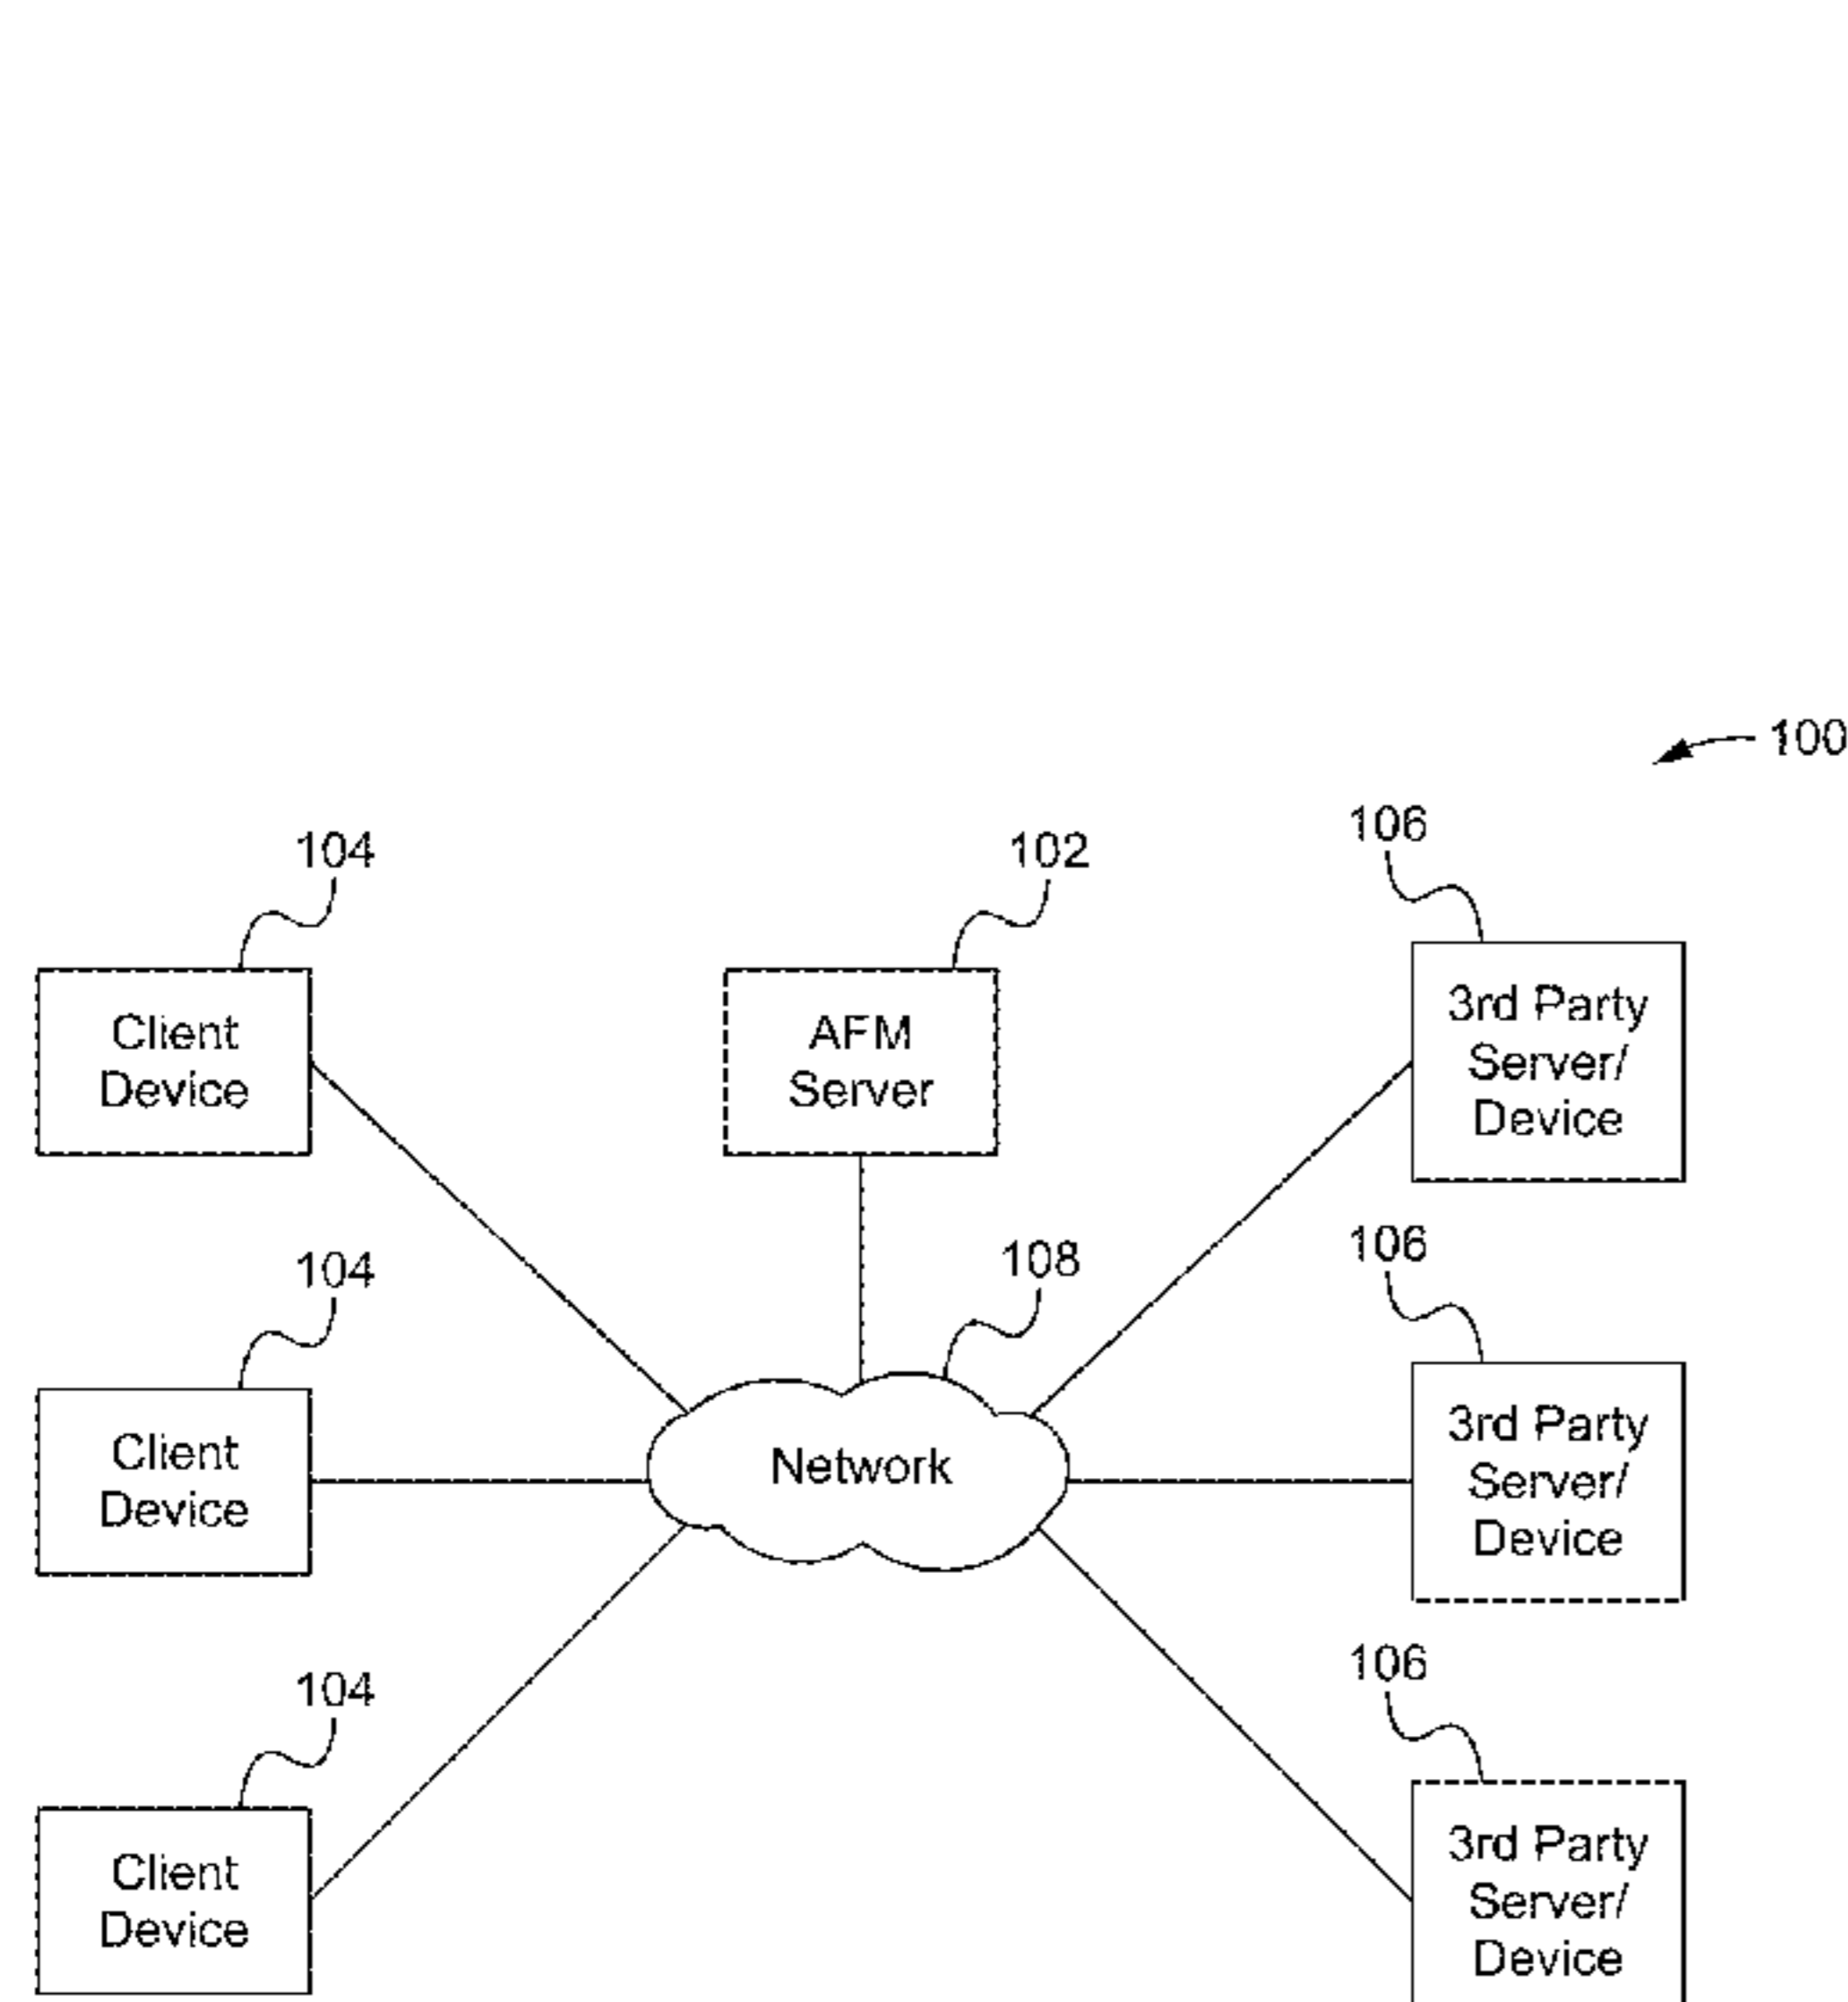 100
104
102
106
Client
Device
AFM
Server
3rd Party
Server/
Device
104
108
106
Client
Device
Network
3rd Party
Server/
Device
104
106
Client
Device
3rd Party
Server/
Device